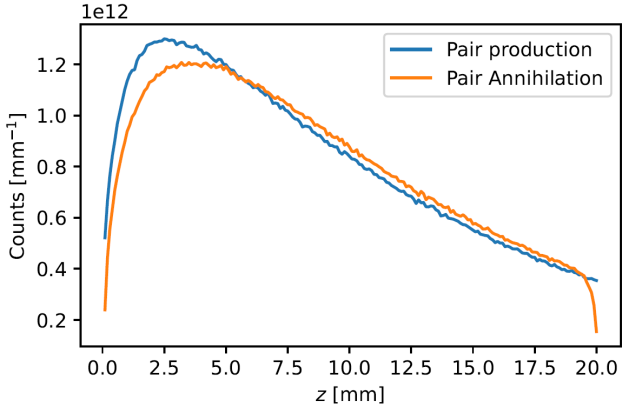 1e12
Pair production
Pair Annihilation
1.2
1.0
0.8
0.6
0.4
0.2
Counts [mm⁻¹]
0.0 2.5 5.0 7.5 10.0 12.5 15.0 17.5 20.0
z [mm]